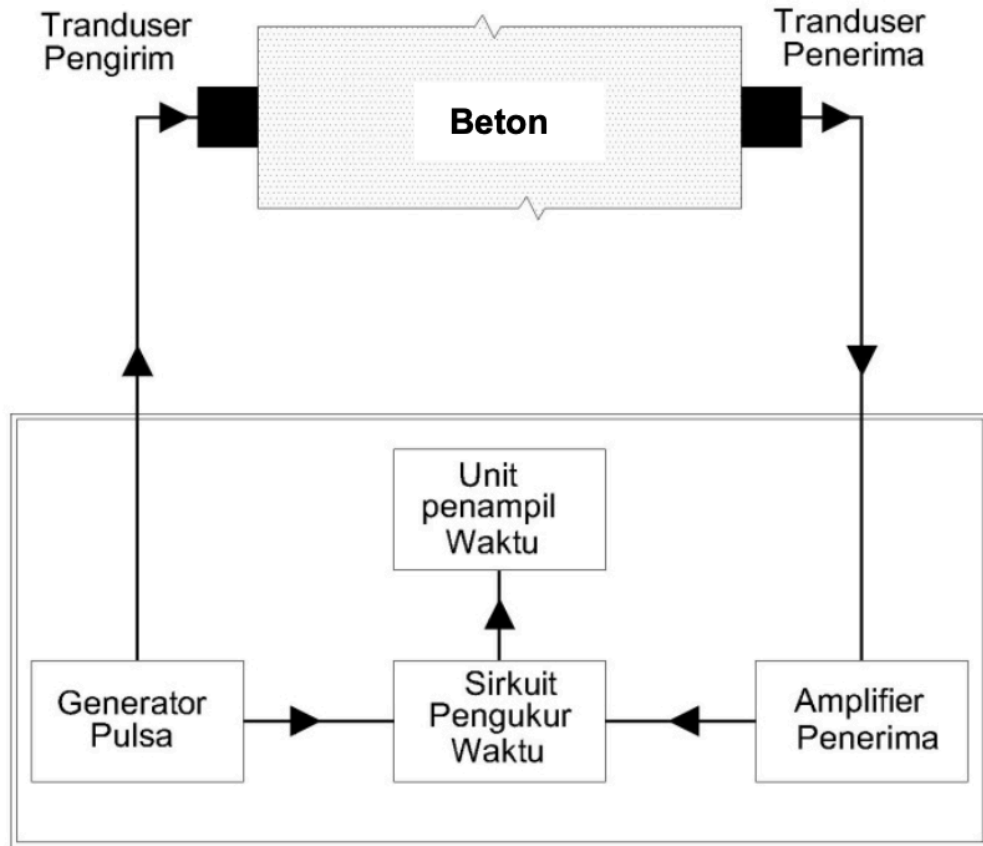 Tranduser
Pengirim
Tranduser
Penerima
Beton
Unit
penampil
Waktu
Generator
Pulsa
Sirkuit
Pengukur
Waktu
Amplifier
Penerima